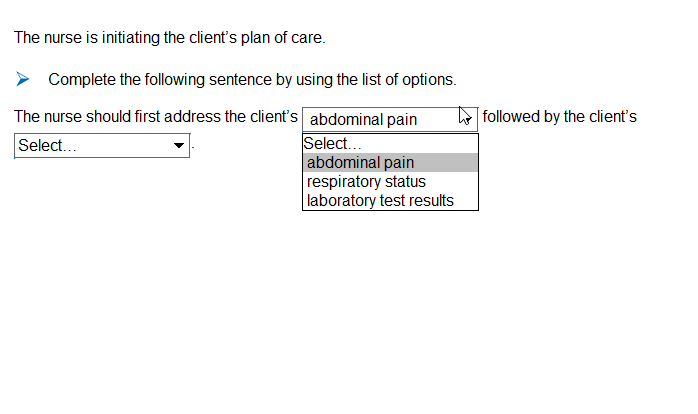 The nurse is initiating the client's plan of care.
Complete the following sentence by using the list of options.
The nurse should first address the client's abdominal pain followed by the client's
Select... .
Select...
abdominal pain
respiratory status
laboratory test results